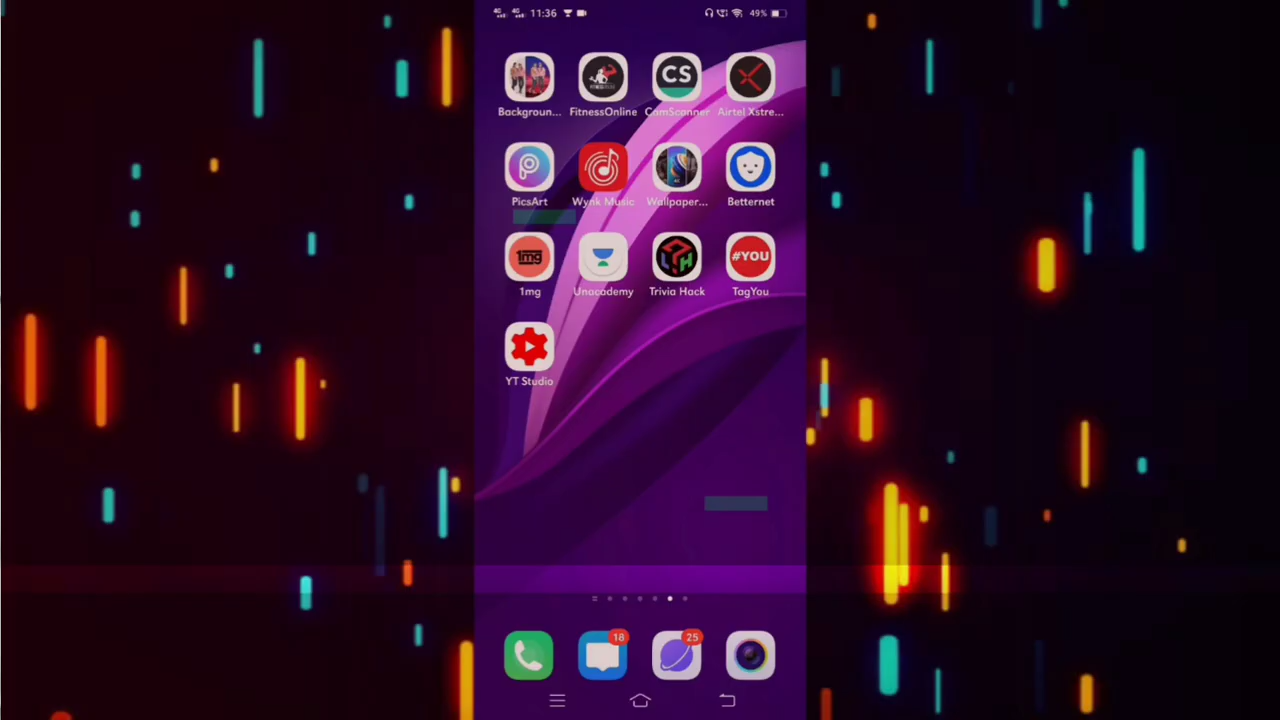 4G 4G 11:36 49%
Backgroun... FitnessOnline CamScanner Airtel Xstre...
CS
PicsArt Wynk Music Wallpaper... Betternet
1mg #YOU
1mg Unacademy Trivia Hack TagYou
YT Studio
18 25